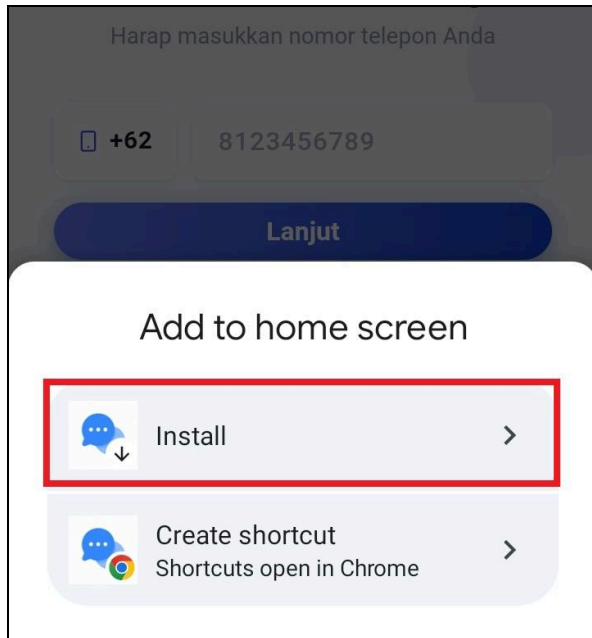 Harap masukkan nomor telepon Anda
+62 8123456789
Lanjut
Add to home screen
Install
Create shortcut
Shortcuts open in Chrome